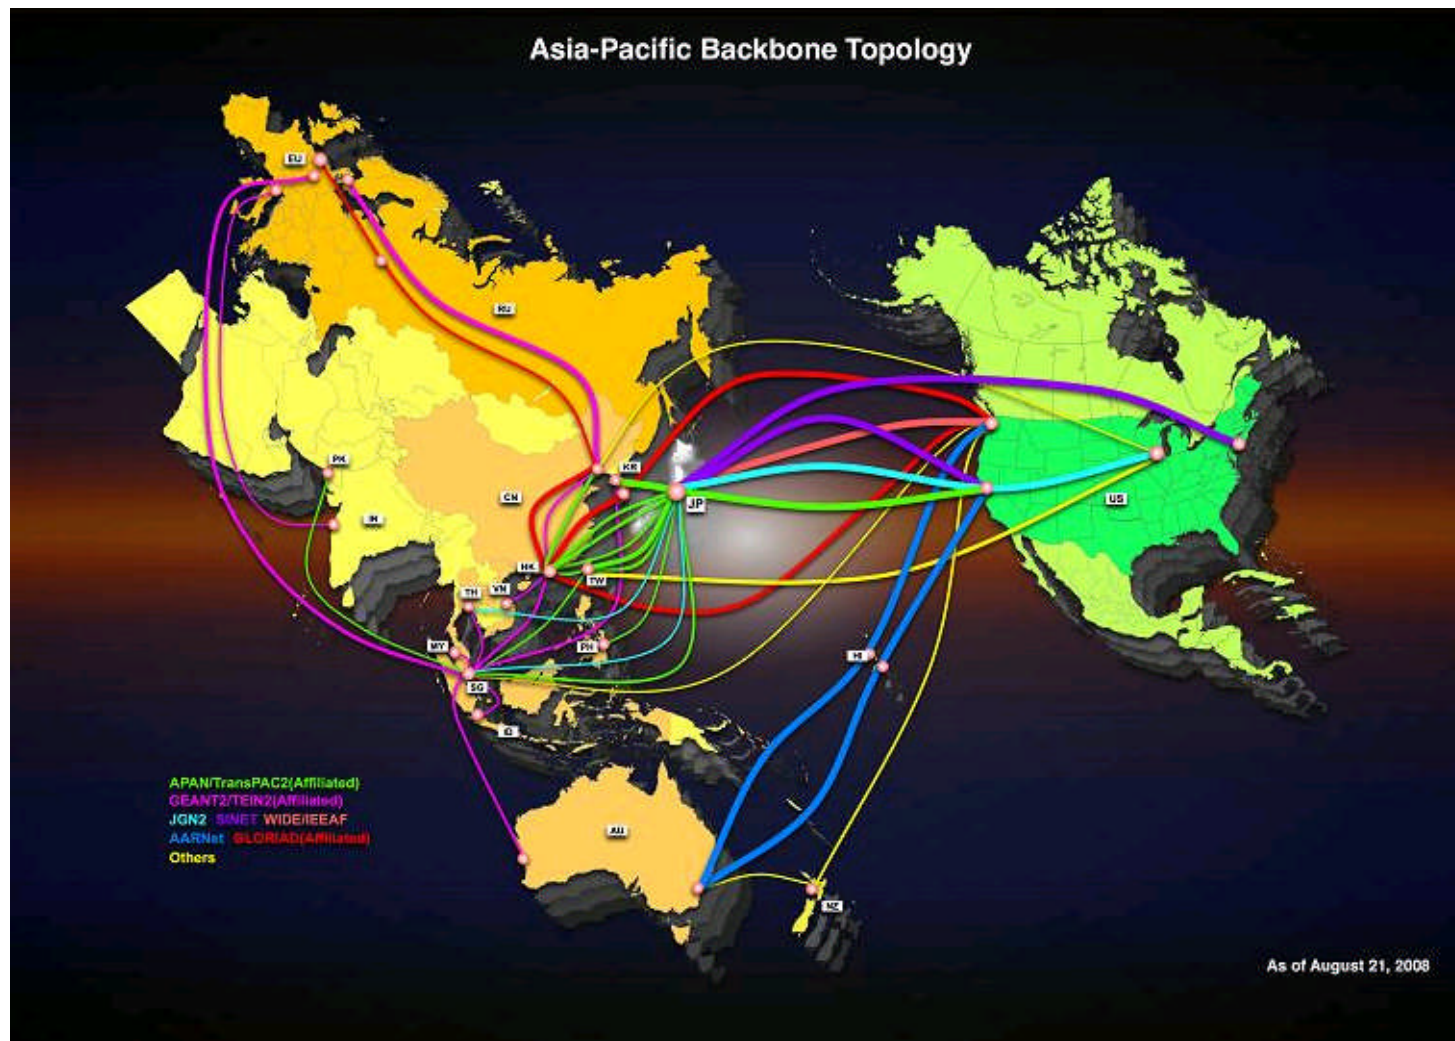 Asia-Pacific Backbone Topology
EU
RU
PK
KR
CN
JP
US
IN
HK
TW
TH
VN
MY
PH
HI
SG
ID
AU
NZ
APAN/TransPAC2(Affiliated)
GEANT2/TEIN2(Affiliated)
JGN2 SINET WIDE/IEEAF
AARNet GLORIAD(Affiliated)
Others
As of August 21, 2008